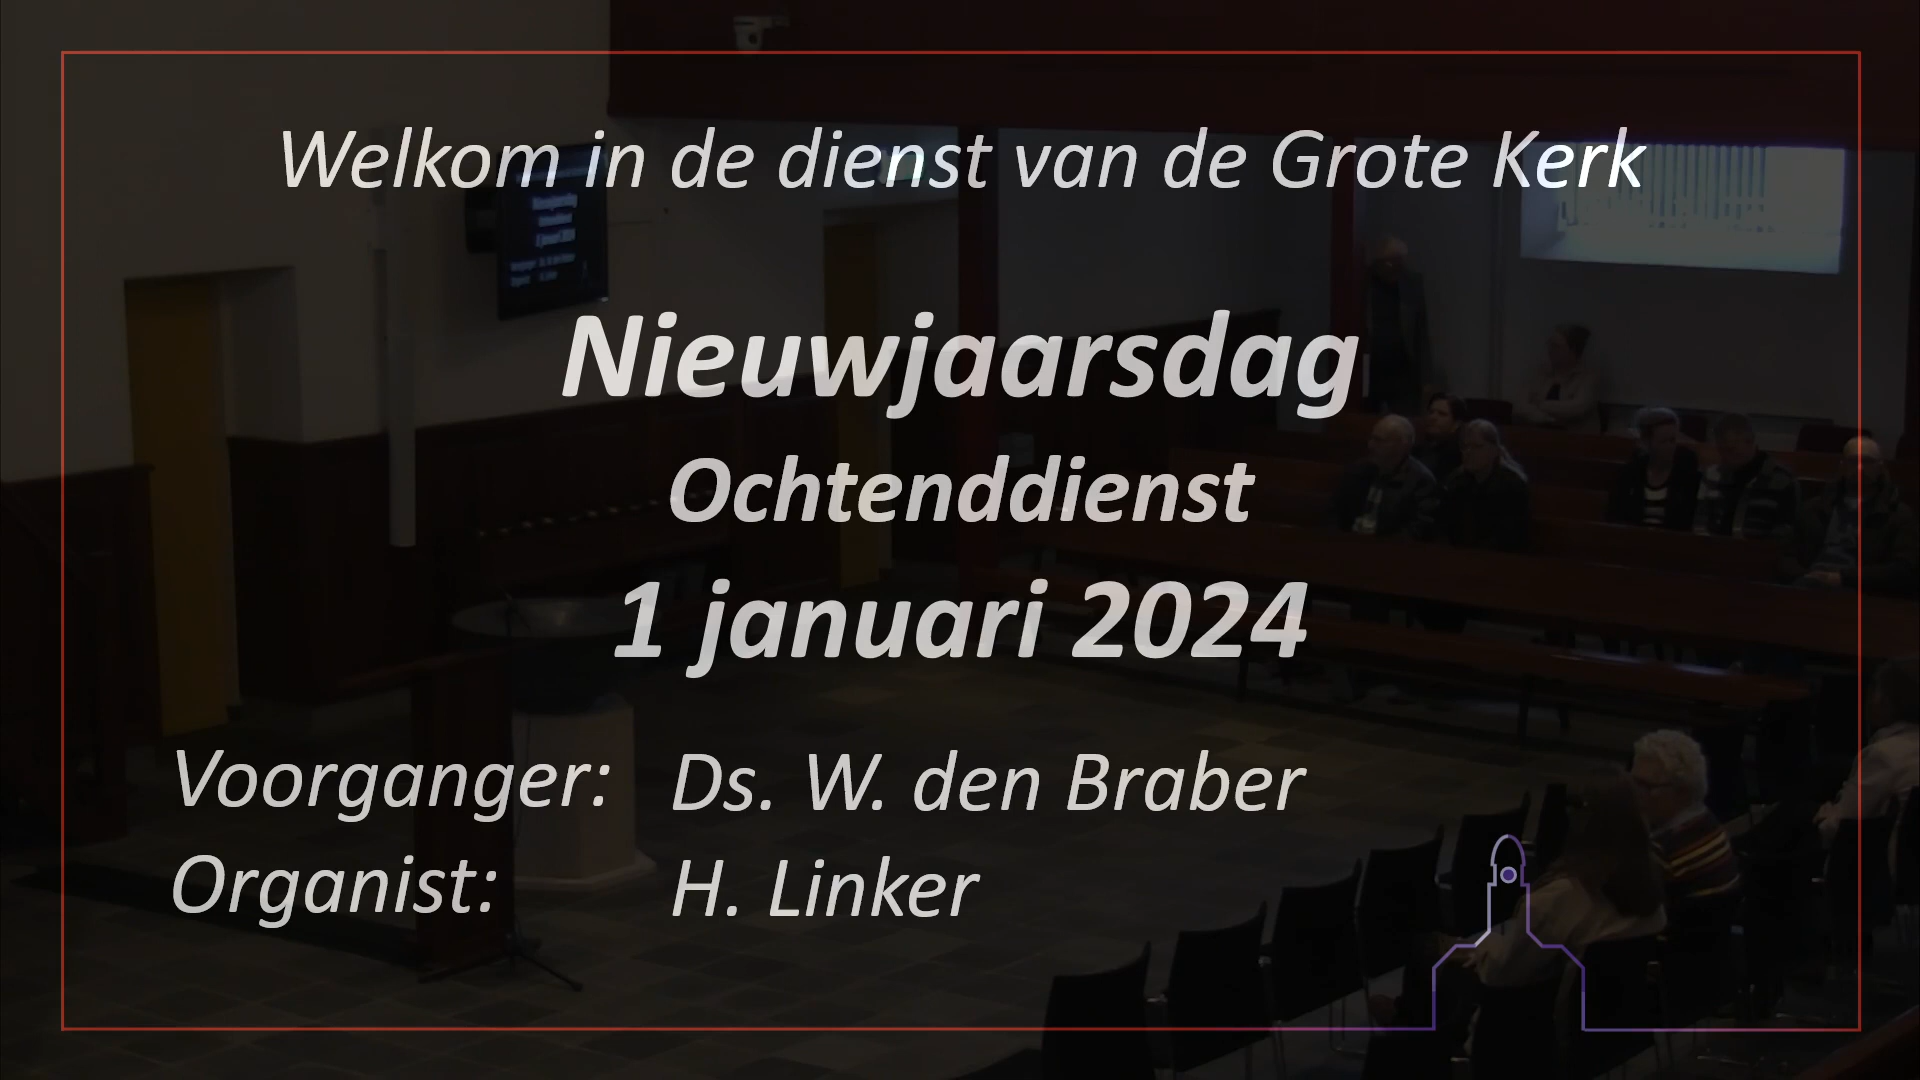 Welkom in de dienst van de Grote Kerk
Nieuwjaarsdag
Ochtenddienst
1 januari 2024
Voorganger: Ds. W. den Braber
Organist: H. Linker